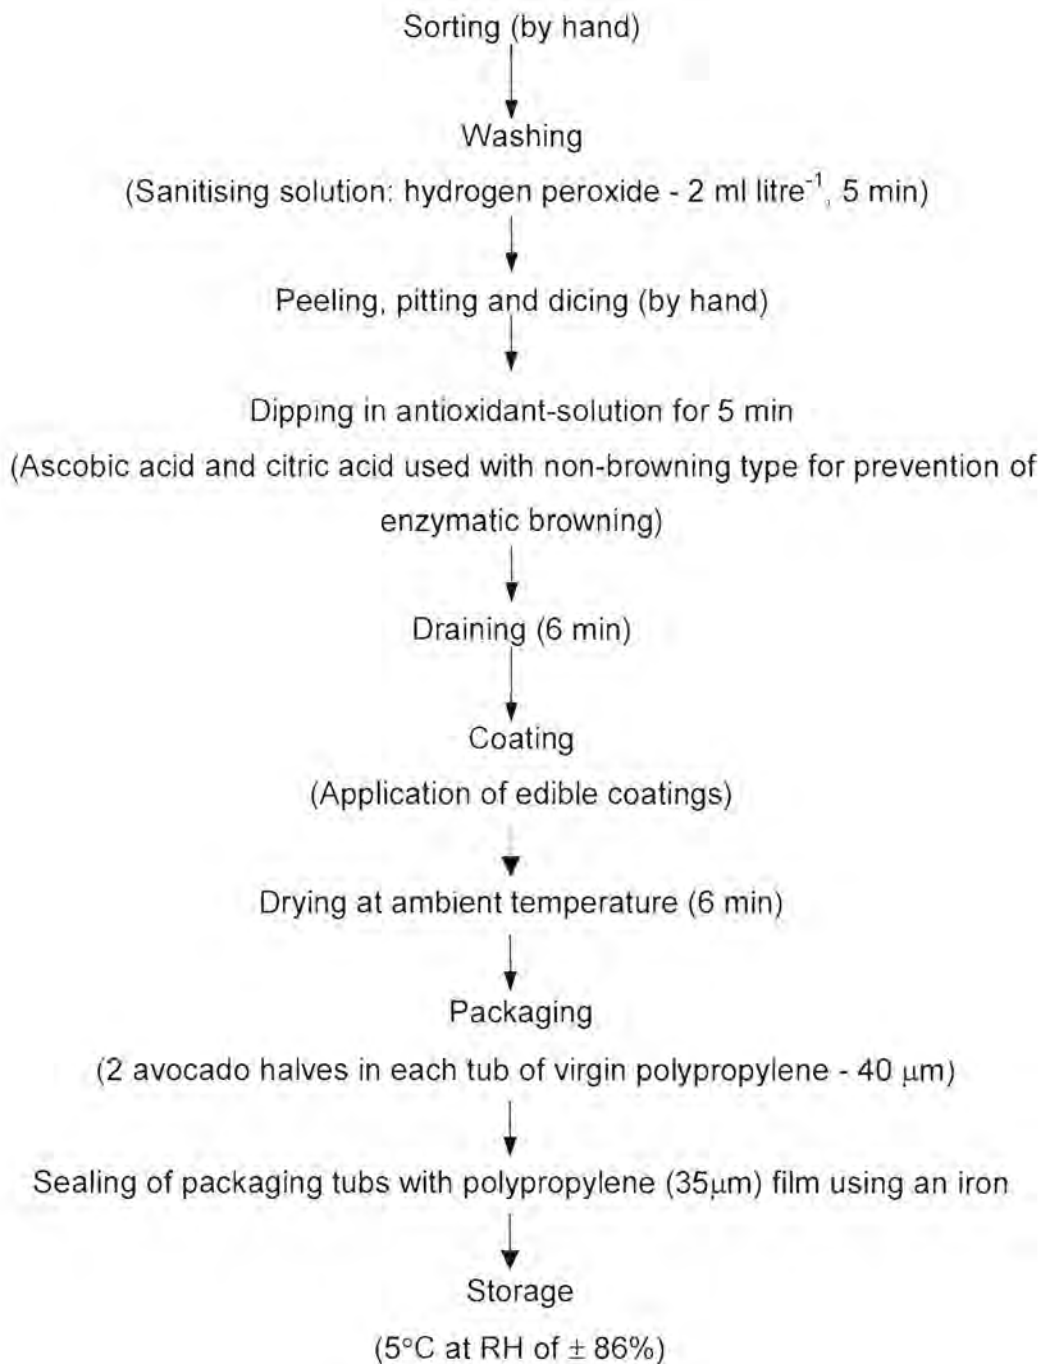 Sorting (by hand)
Washing
(Sanitising solution: hydrogen peroxide - 2 ml litre⁻¹, 5 min)
Peeling, pitting and dicing (by hand)
Dipping in antioxidant-solution for 5 min
(Ascobic acid and citric acid used with non-browning type for prevention of
enzymatic browning)
Draining (6 min)
Coating
(Application of edible coatings)
Drying at ambient temperature (6 min)
Packaging
(2 avocado halves in each tub of virgin polypropylene - 40 μm)
Sealing of packaging tubs with polypropylene (35μm) film using an iron
Storage
(5°C at RH of ± 86%)